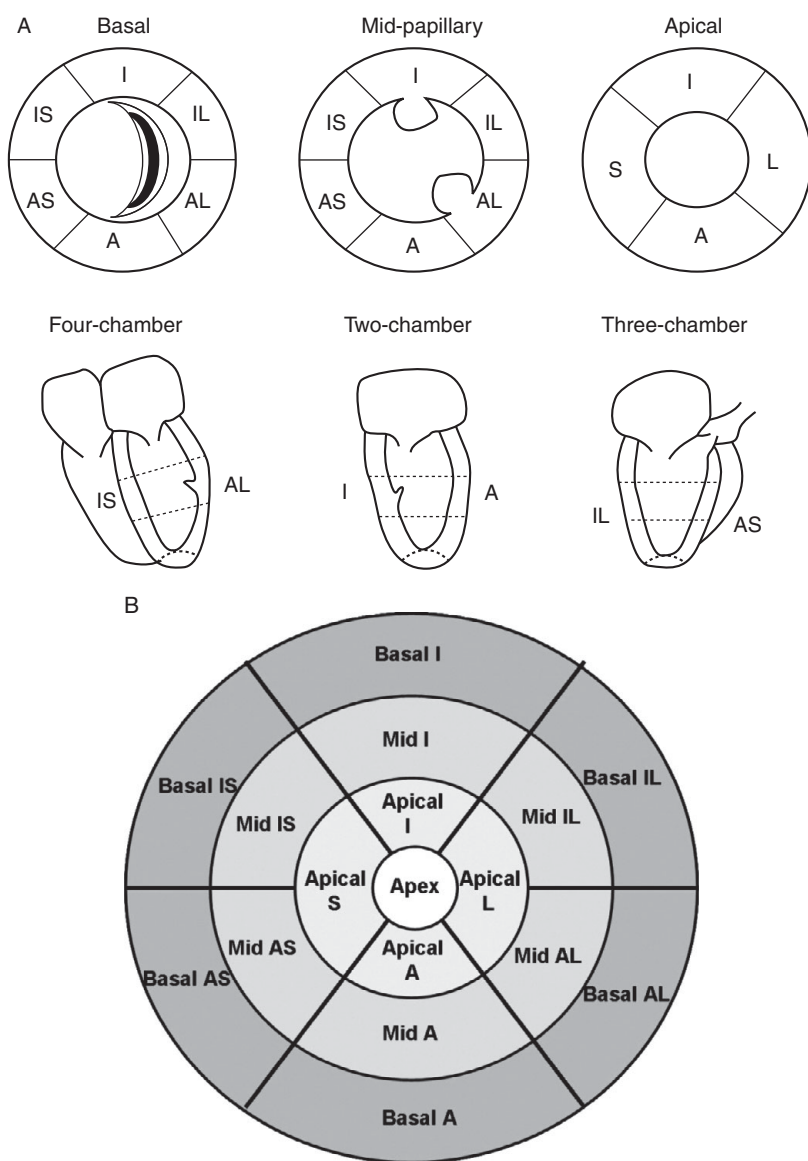 A
Basal
Mid-papillary
Apical
I
IS
IL
AS
AL
A
I
IS
IL
AS
AL
A
I
S
L
A
Four-chamber
Two-chamber
Three-chamber
IS
AL
I
A
IL
AS
B
Basal I
Mid I
Basal IS
Basal IL
Mid IS
Apical
I
Mid IL
Apical
S
Apex
Apical
L
Mid AS
Apical
A
Mid AL
Basal AS
Basal AL
Mid A
Basal A